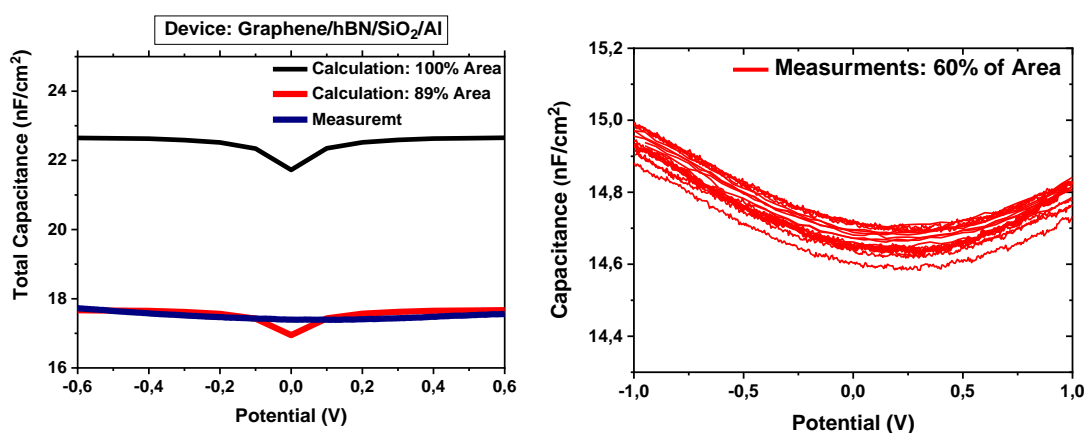 Device: Graphene/hBN/SiO₂/Al
Calculation: 100% Area
Calculation: 89% Area
Measuremt
Total Capacitance (nF/cm²)
24
22
20
18
16
-0,6
-0,4
-0,2
0,0
0,2
0,4
0,6
Potential (V)
Measurments: 60% of Area
Capacitance (nF/cm²)
15,2
15,0
14,8
14,6
14,4
-1,0
-0,5
0,0
0,5
1,0
Potential (V)
14,3